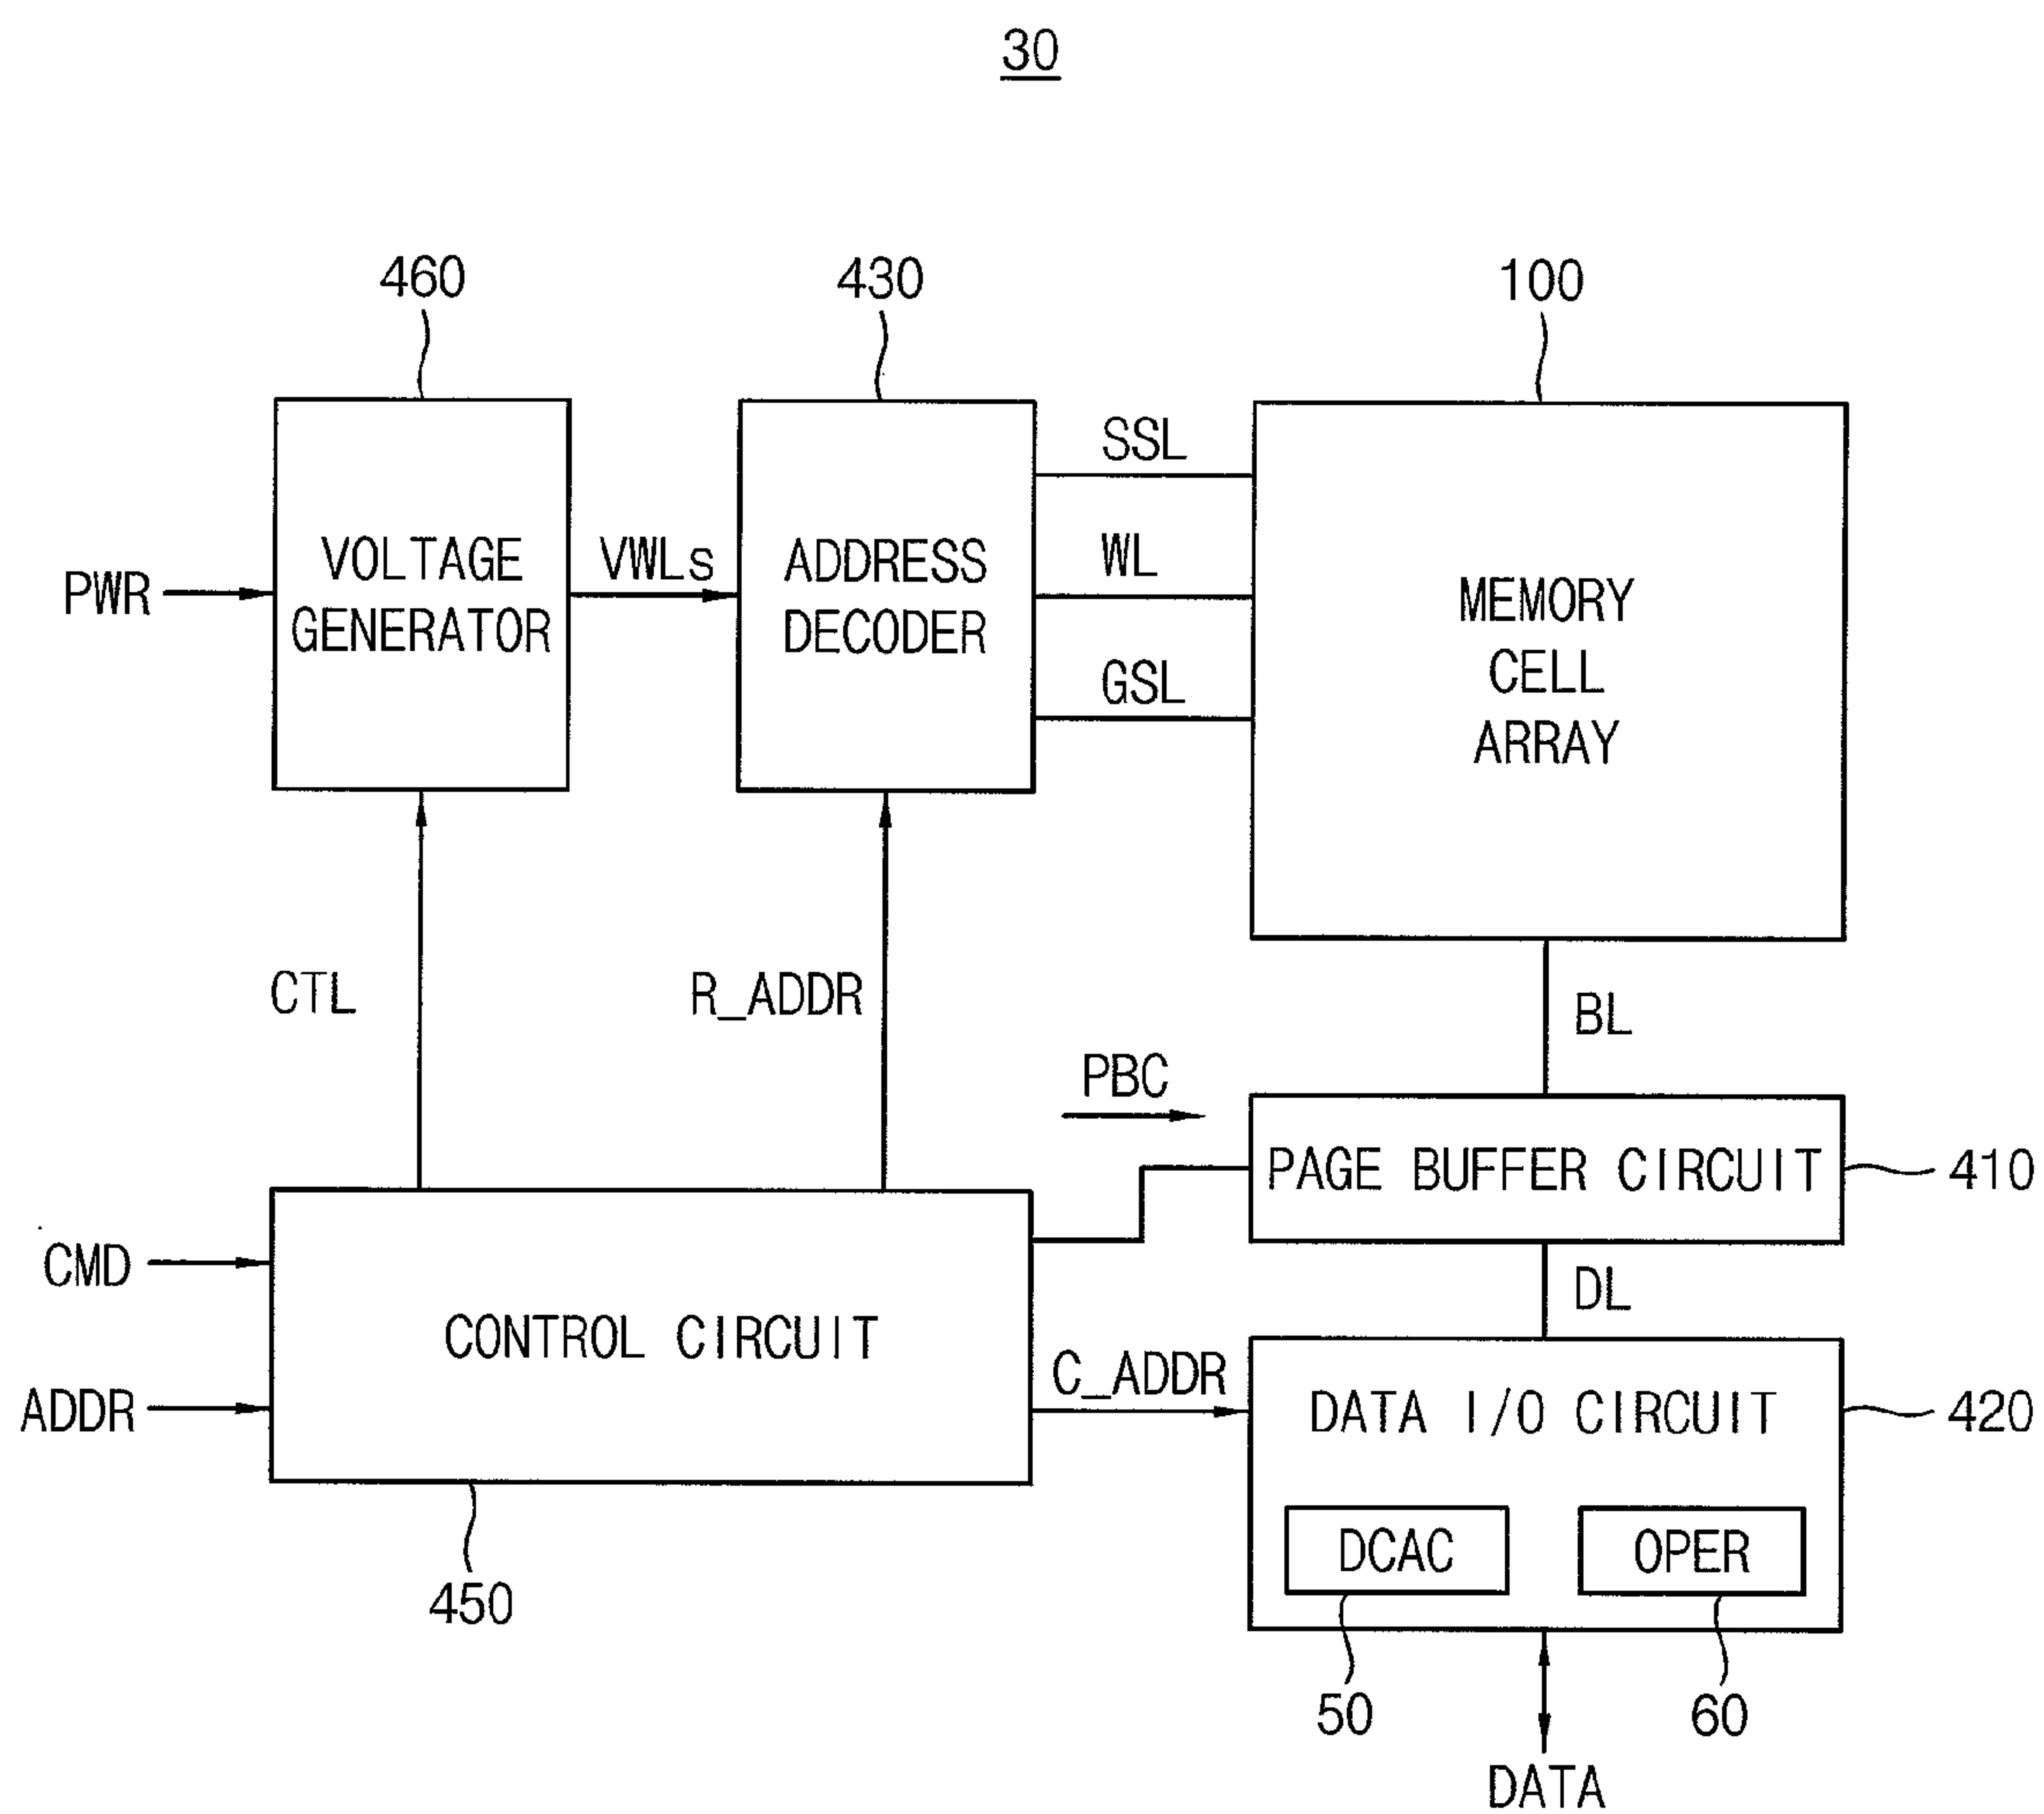 30
460
430
100
SSL
VOLTAGE
GENERATOR
VWLs
ADDRESS
DECODER
WL
MEMORY
CELL
ARRAY
PWR
GSL
CTL
R_ADDR
BL
PBC
PAGE BUFFER CIRCUIT
410
CMD
DL
CONTROL CIRCUIT
C_ADDR
DATA I/O CIRCUIT
420
ADDR
DCAC
OPER
450
50
60
DATA